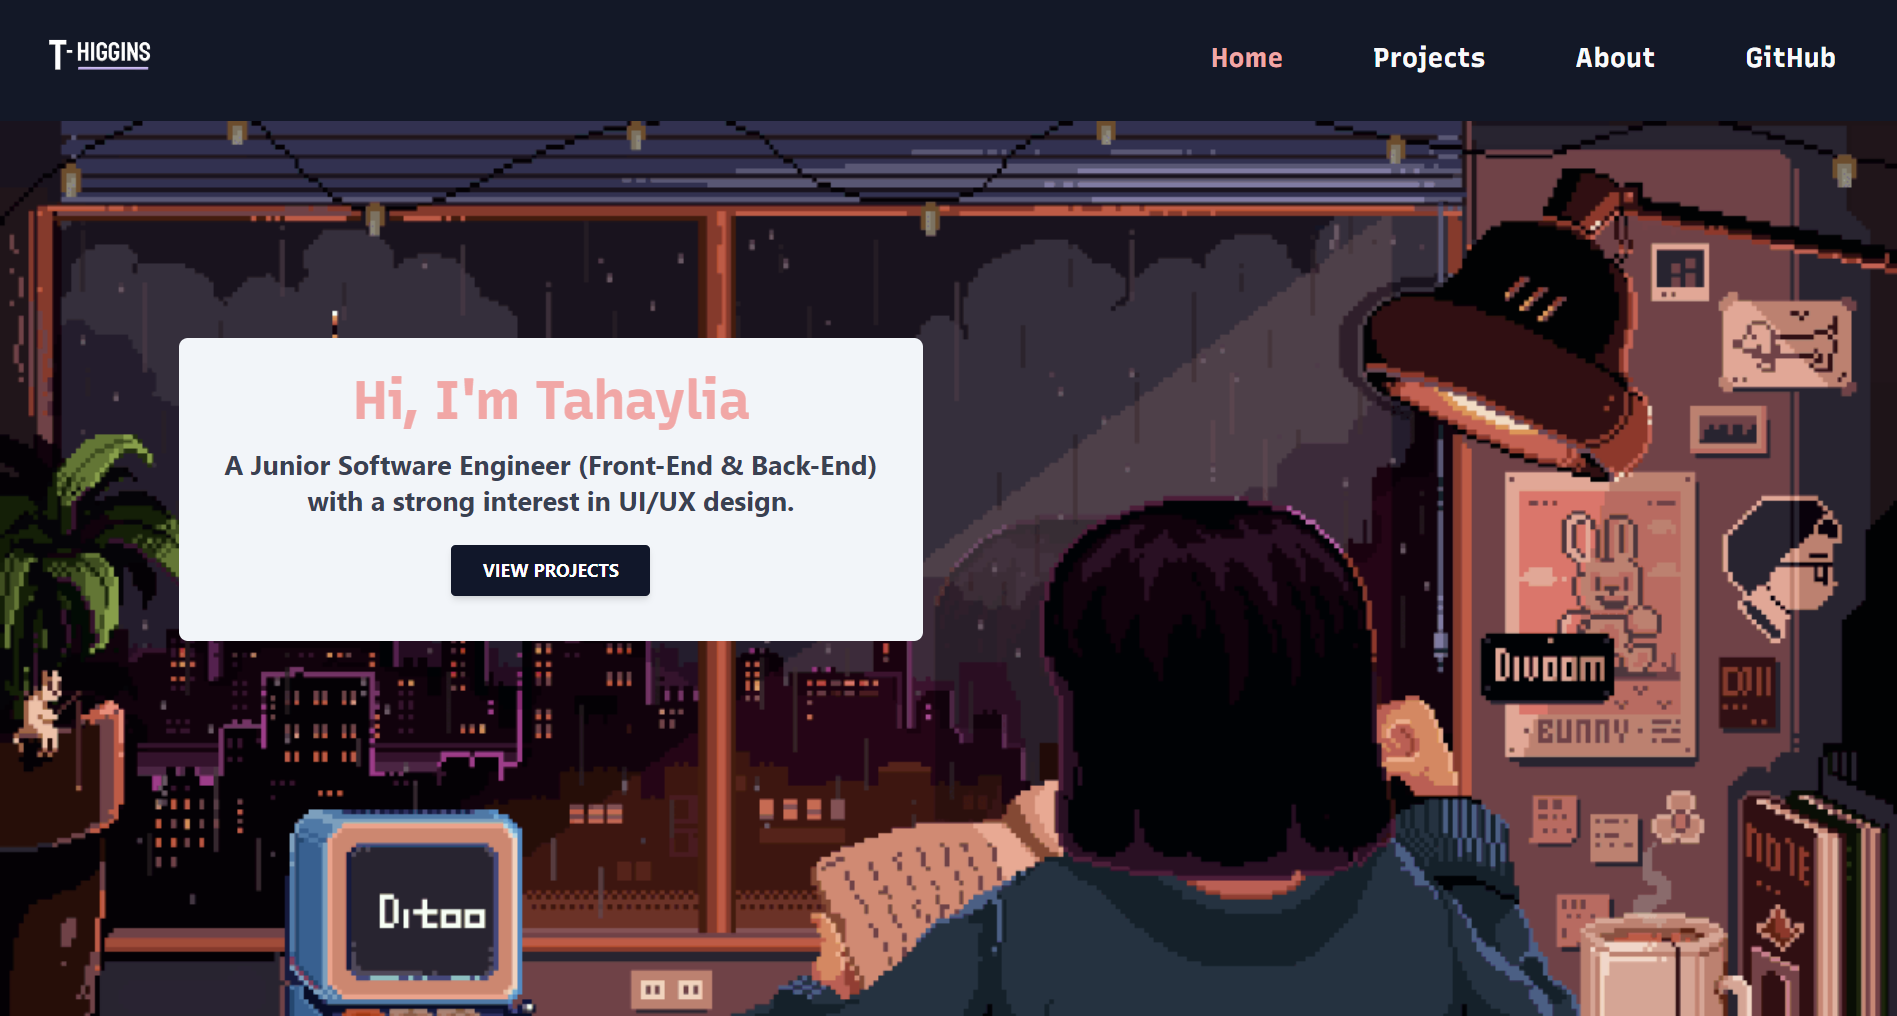 T- HIGGINS
Home
Projects
About
GitHub
Hi, I'm Tahaylia
A Junior Software Engineer (Front-End & Back-End)
with a strong interest in UI/UX design.
VIEW PROJECTS
Divoom
BUNNY
Ditoo